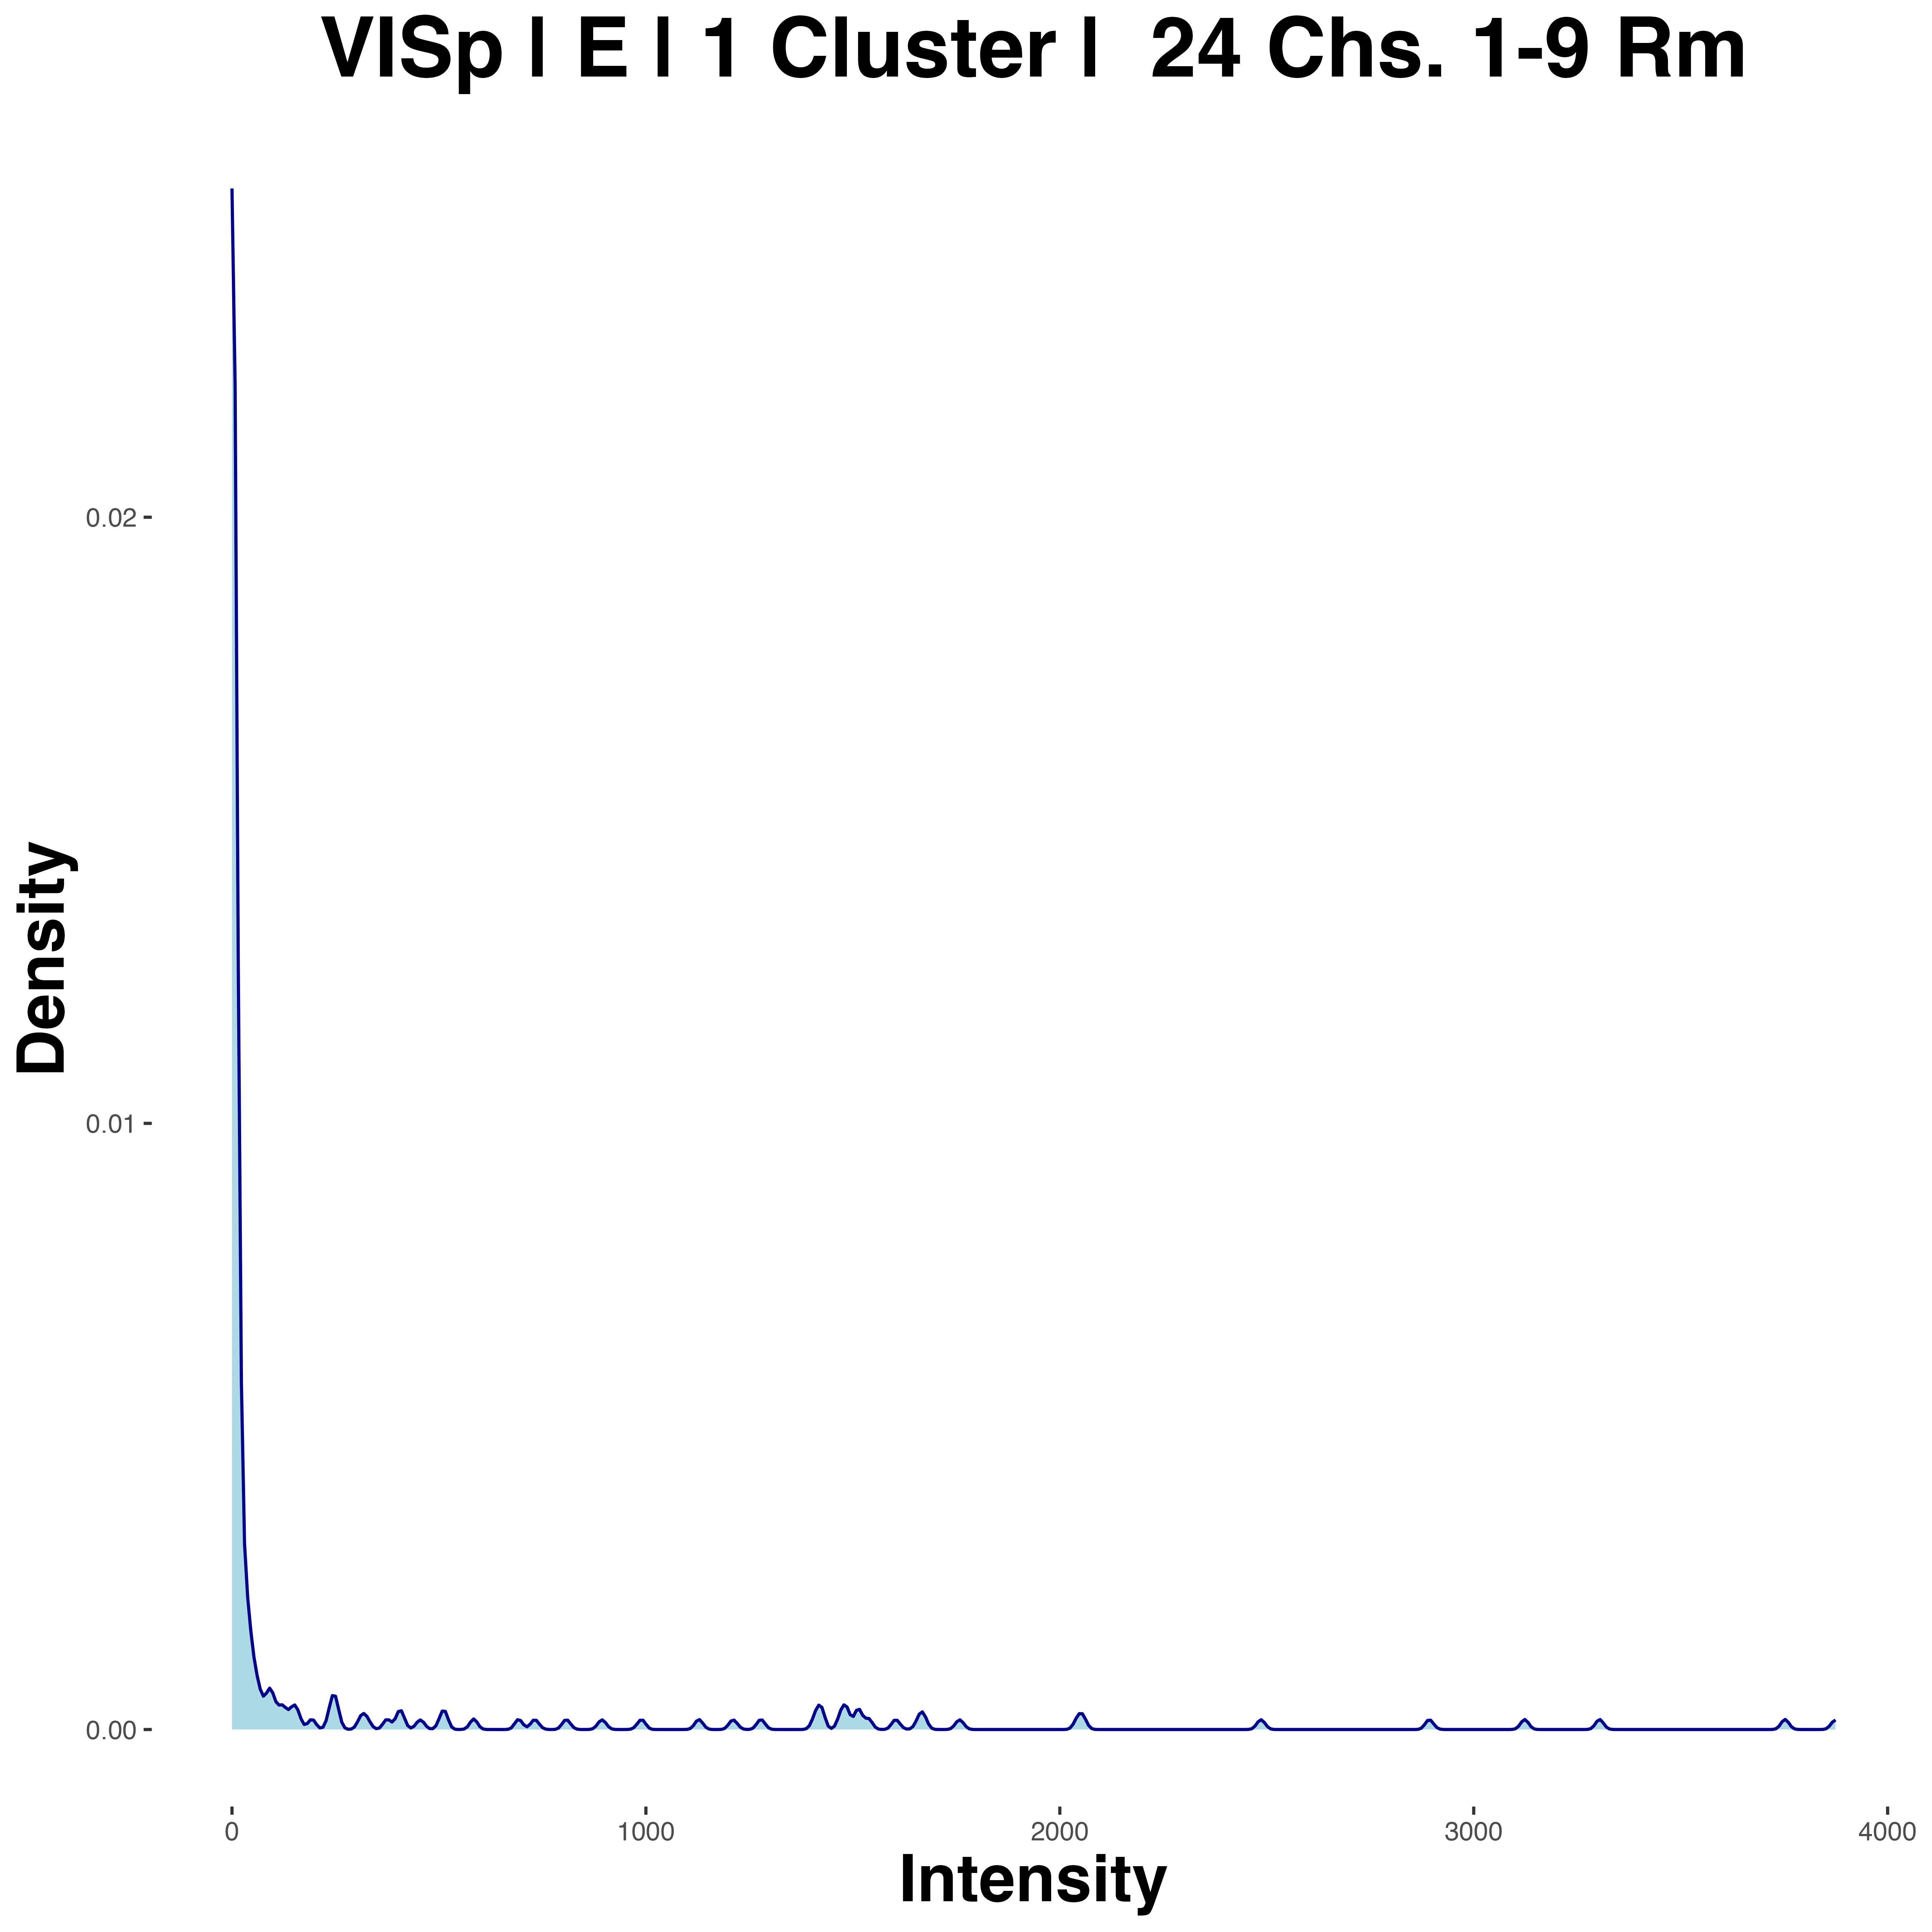 VISp | E | 1 Cluster |  24 Chs. 1-9 Rm
Density
0.02
0.01
0.00
0 1000 2000 3000 4000
Intensity